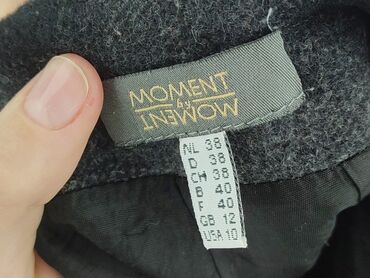 MOMENT
by
MOMENT
NL 38
D 38
CH 38
B 40
F 40
GB 12
USA 10